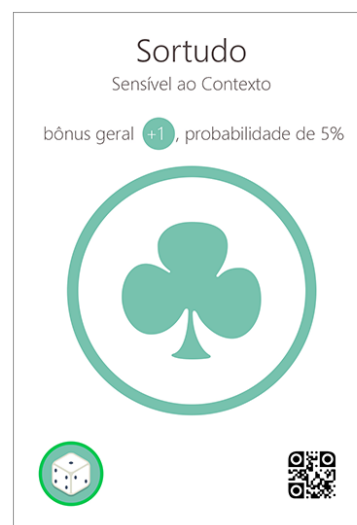 Sortudo
Sensível ao Contexto
bônus geral +1, probabilidade de 5%